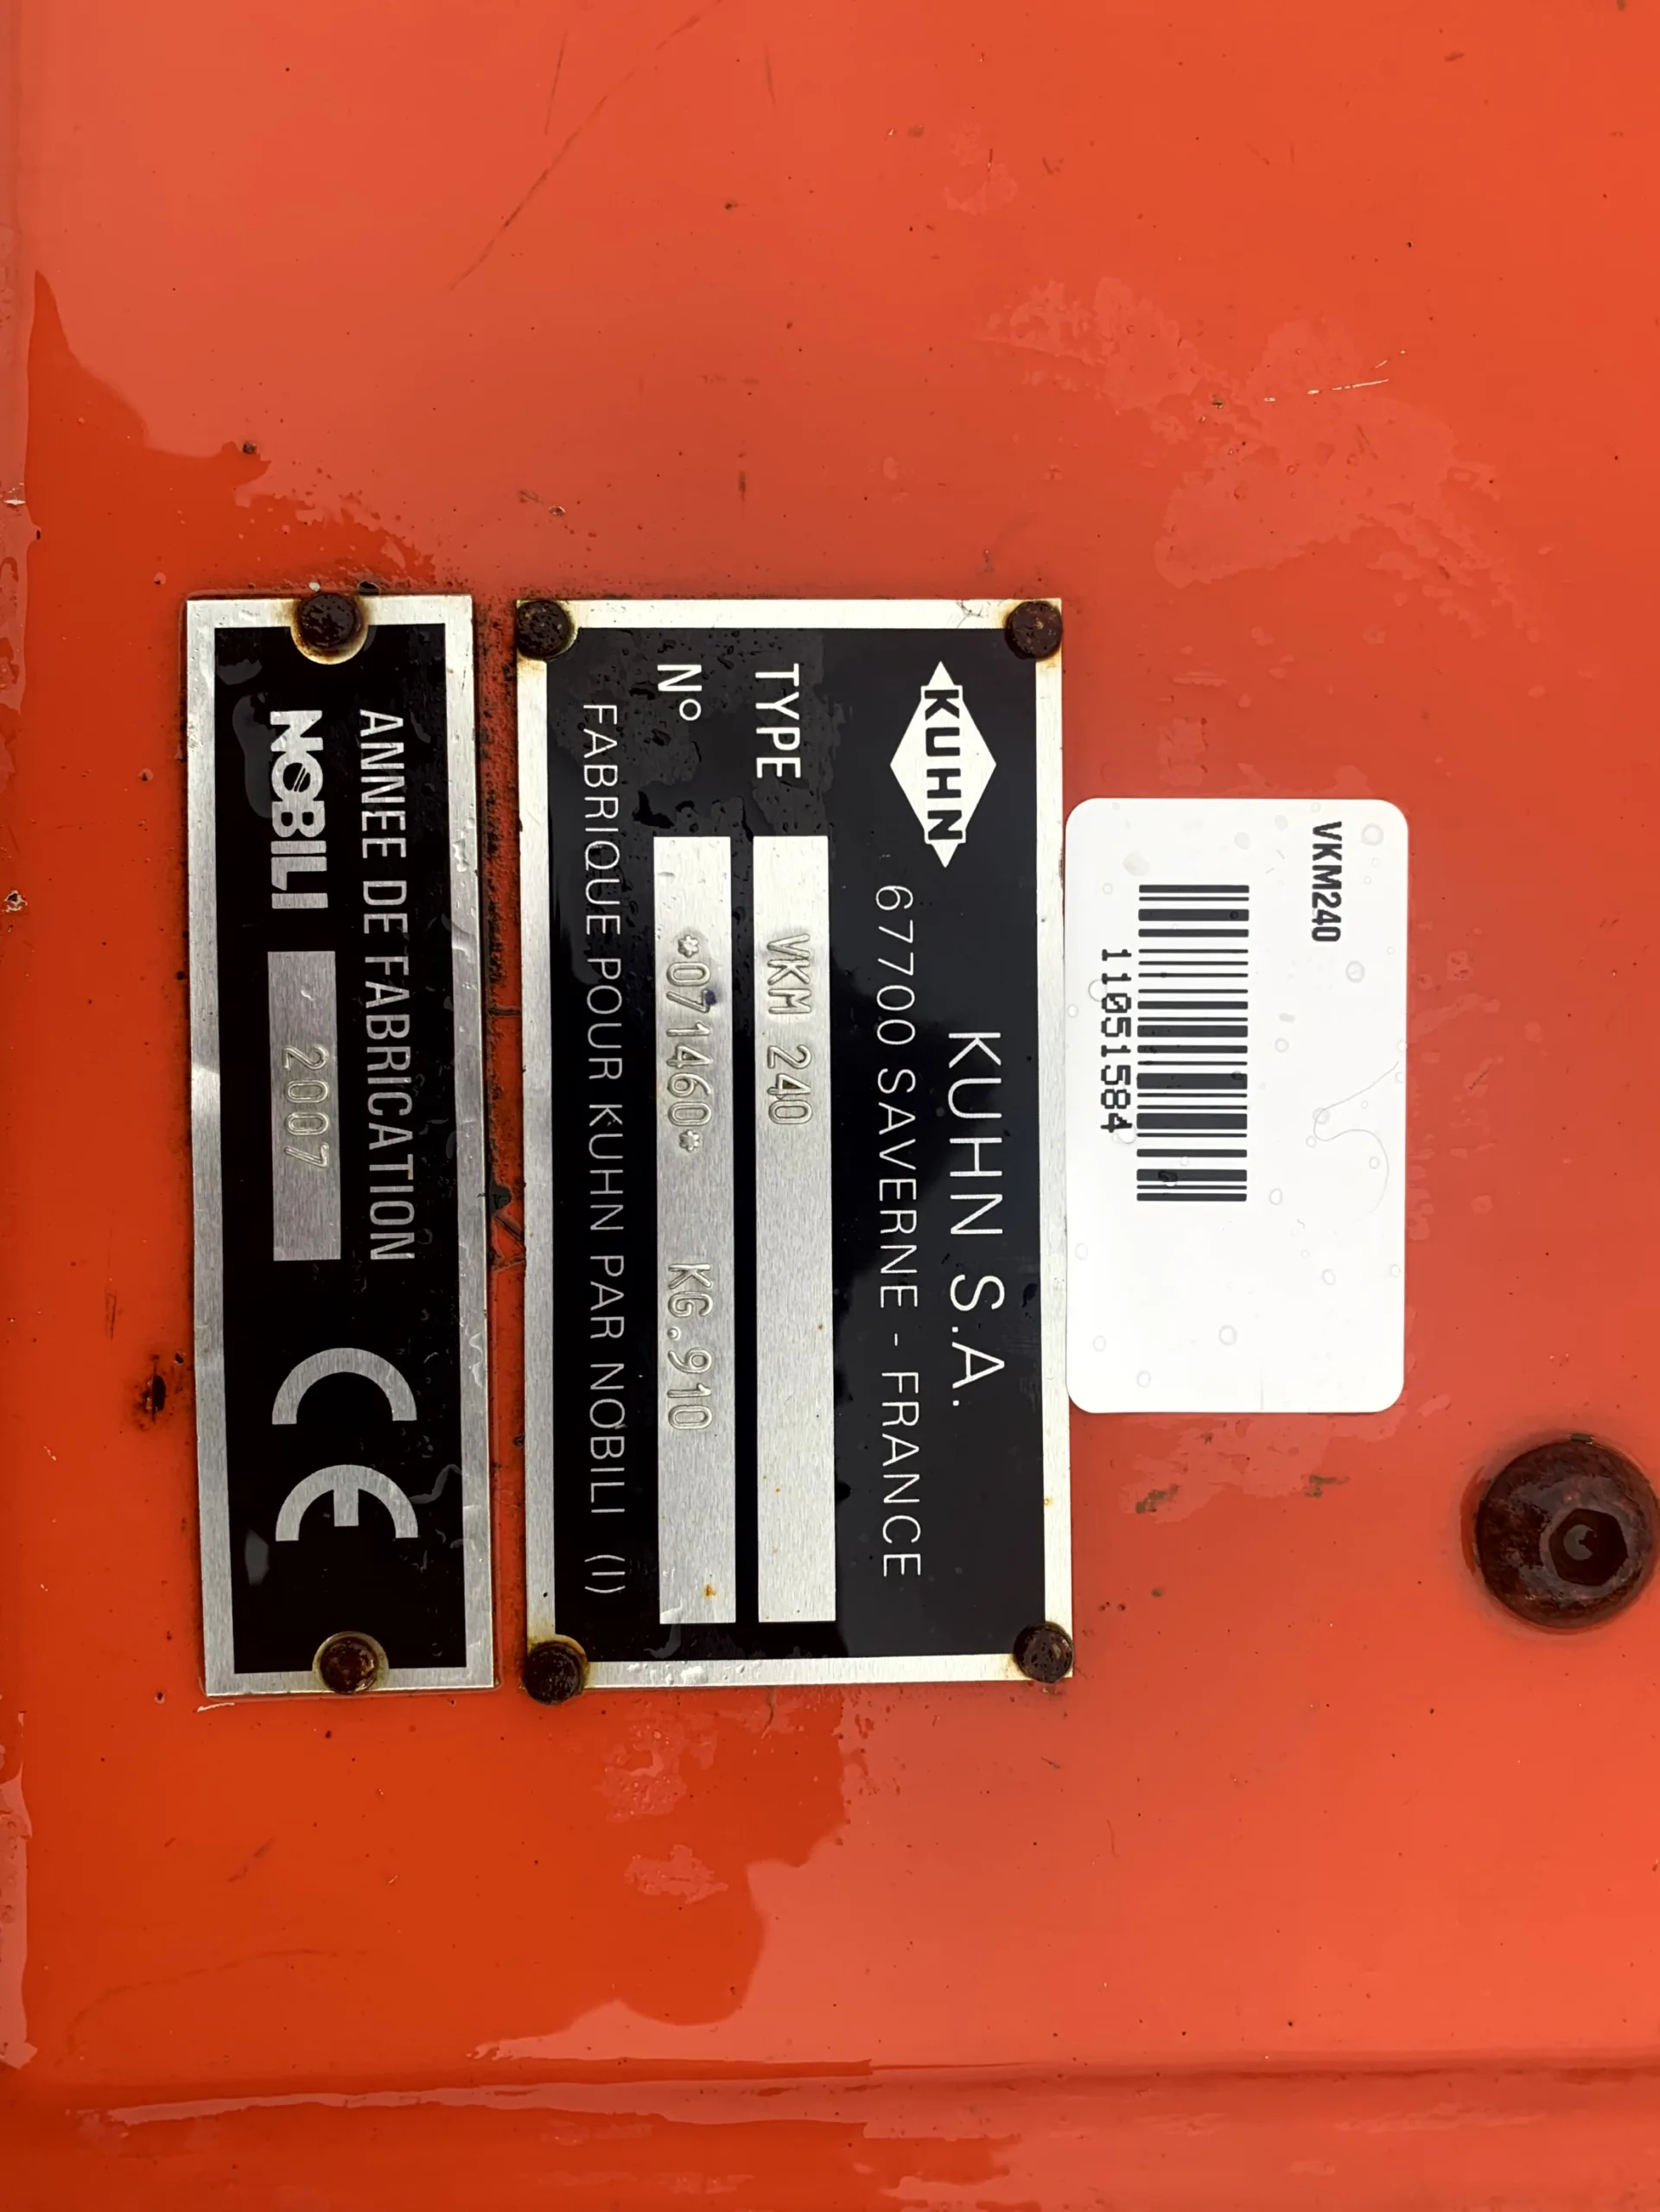 VKM240
11051584
KUHN
KUHN S.A.
67700 SAVERNE - FRANCE
TYPE VKM 240
N° *071460* KG.910
FABRIQUE POUR KUHN PAR NOBILI (I)
ANNEE DE FABRICATION
NOBILI 2007
CE